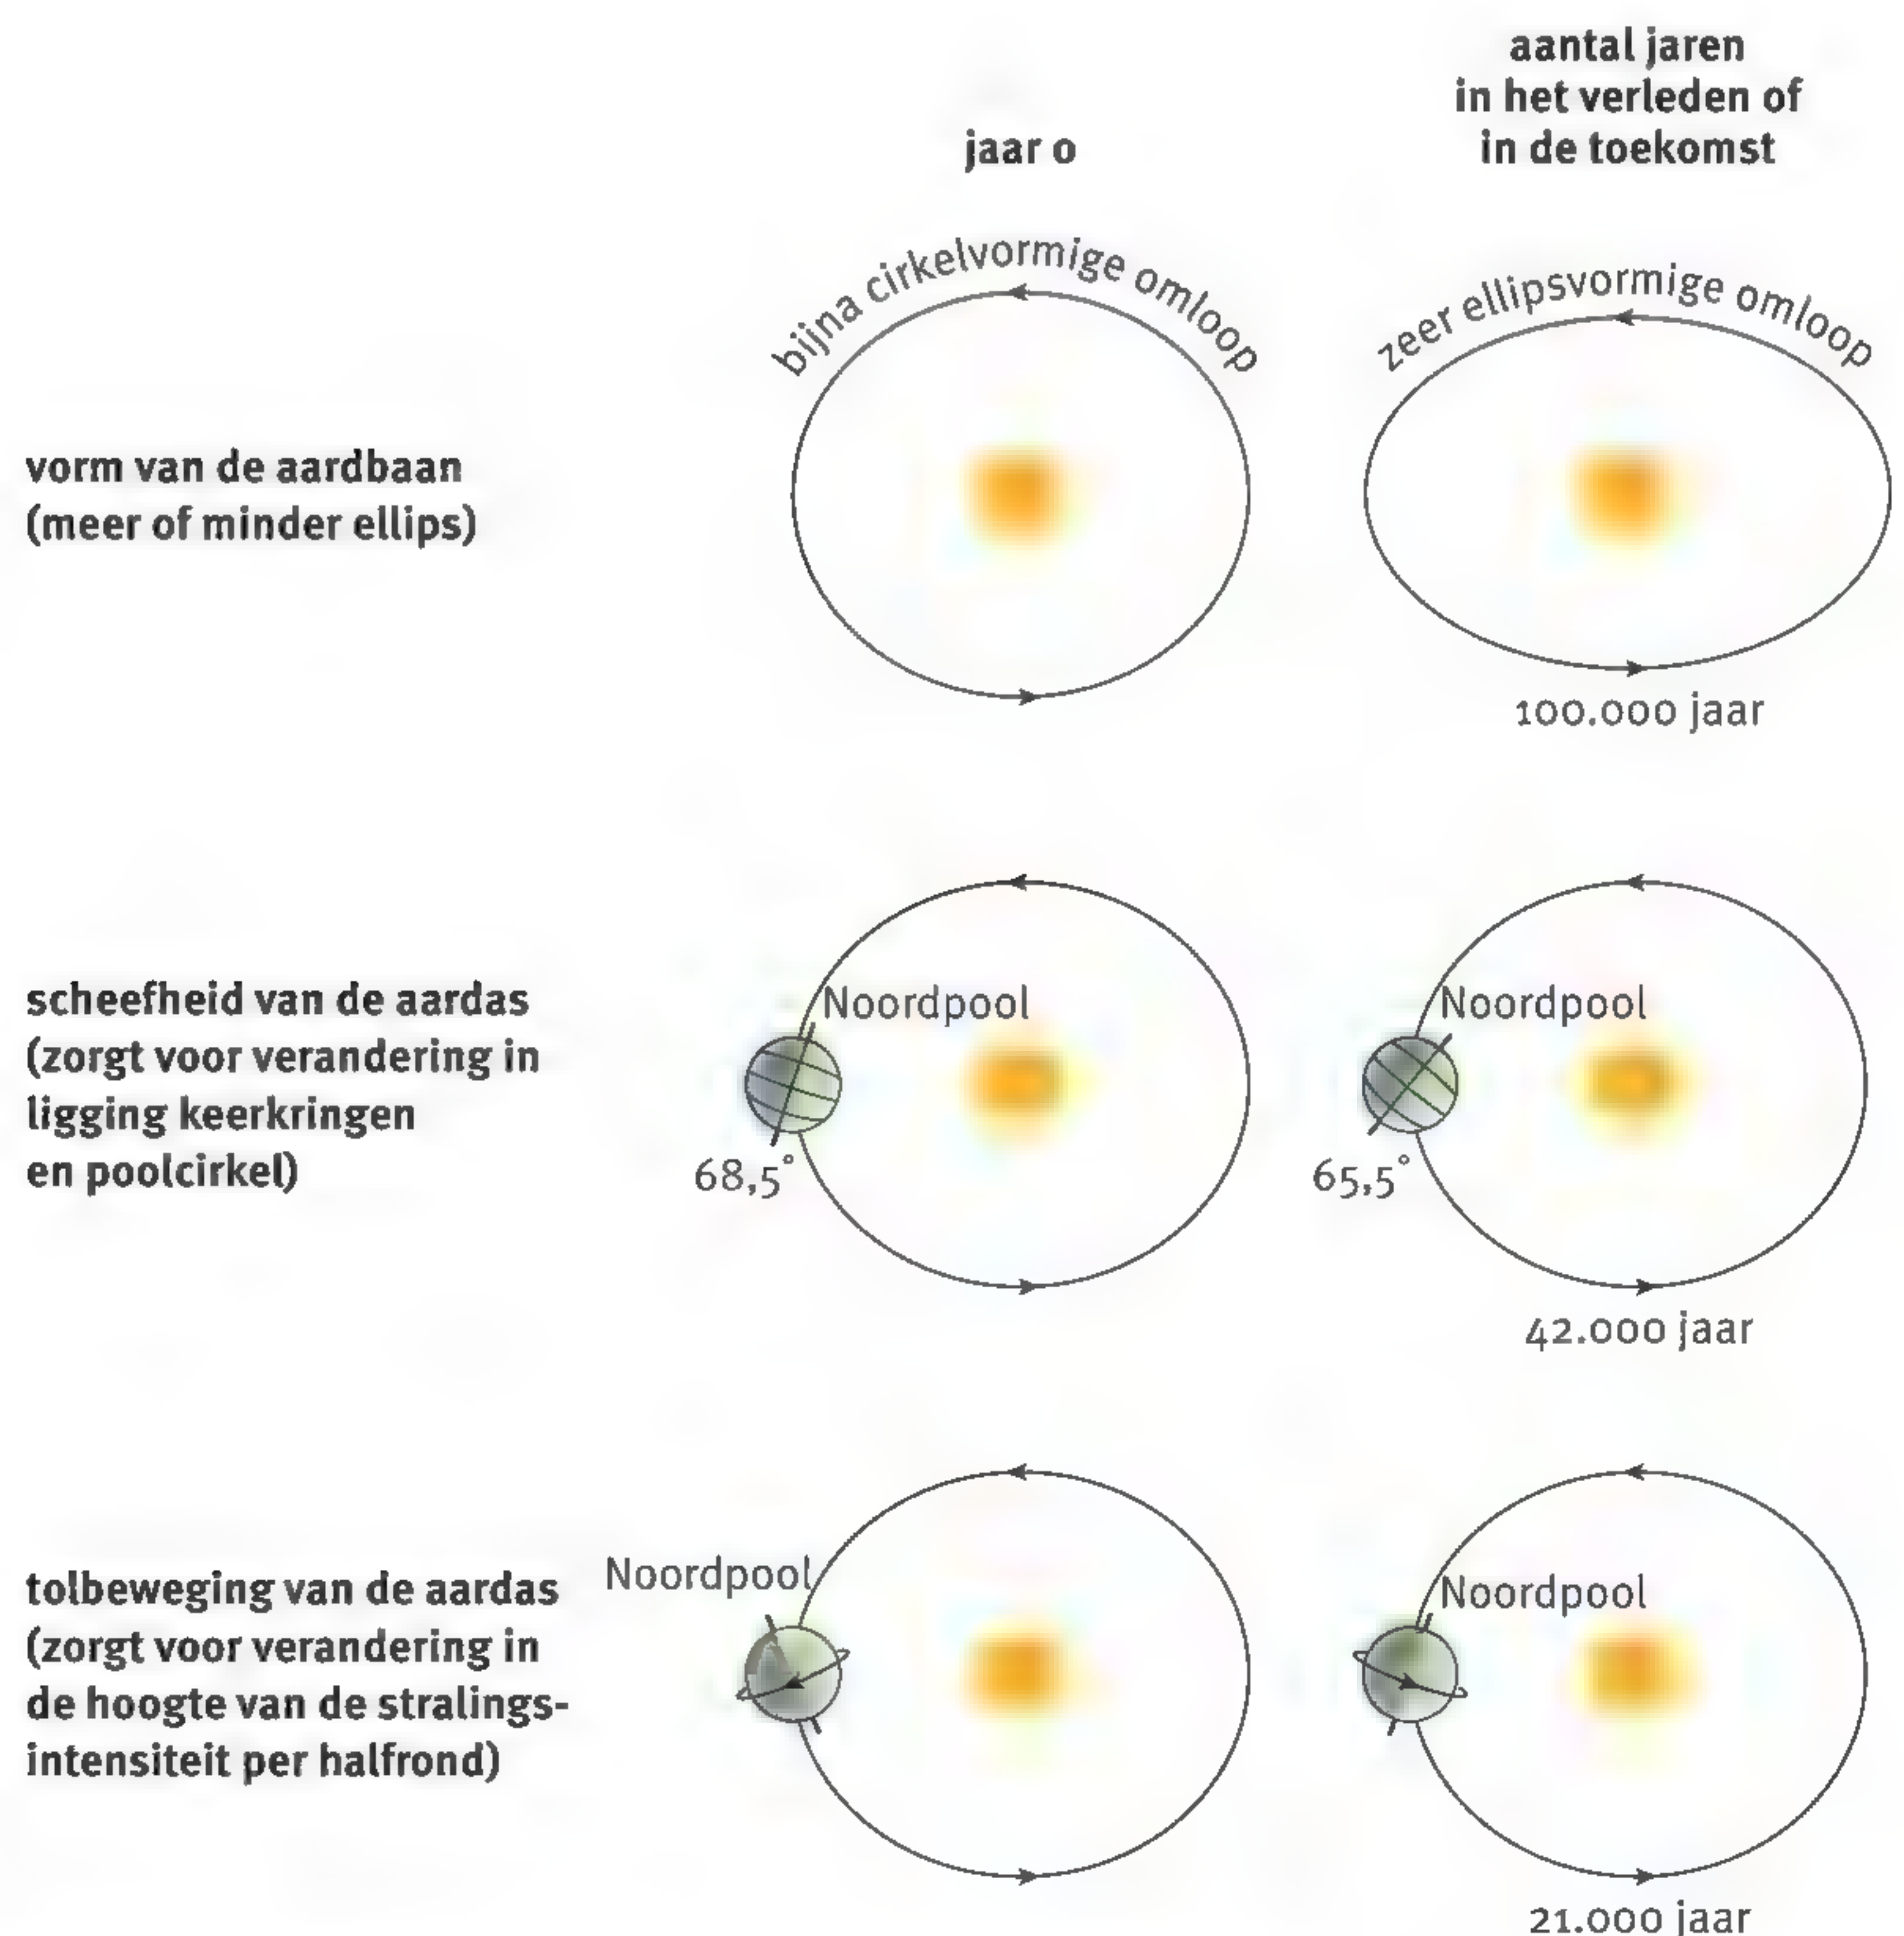 aantal jaren
in het verleden of
in de toekomst
jaar 0
bijna cirkelvormige omloop
zeer ellipsvormige omloop
vorm van de aardbaan
(meer of minder ellips)
100.000 jaar
scheefheid van de aardas
(zorgt voor verandering in
ligging keerkringen
en poolcirkel)
Noordpool
68,5°
Noordpool
65,5°
42.000 jaar
tolbeweging van de aardas
(zorgt voor verandering in
de hoogte van de stralings-
intensiteit per halfrond)
Noordpool
Noordpool
21.000 jaar